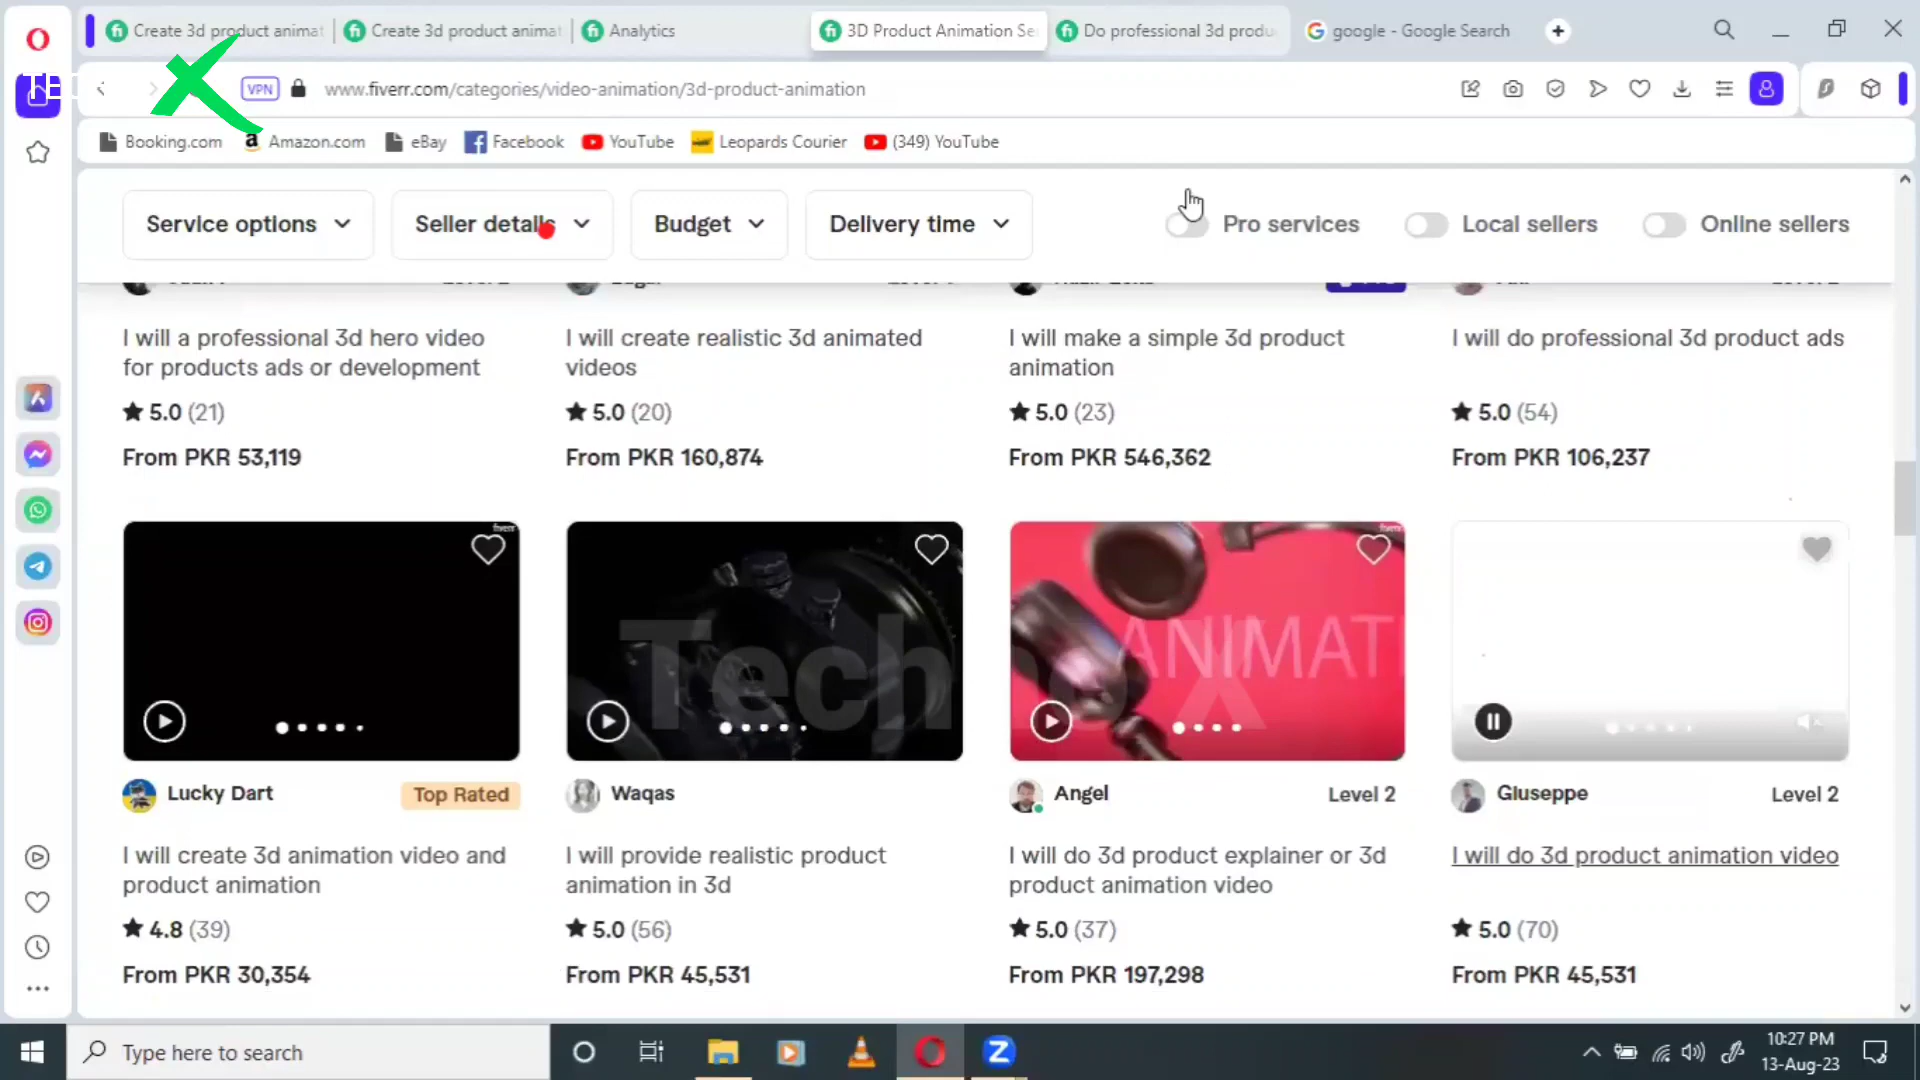 Create 3d product animat
Create 3d product animat
Analytics
3D Product Animation Se
Do professional 3d produ
google - Google Search
VPN
www.fiverr.com/categories/video-animation/3d-product-animation
Booking.com
Amazon.com
eBay
Facebook
YouTube
Leopards Courier
(349) YouTube
Service options
Seller details
Budget
Delivery time
Pro services
Local sellers
Online sellers
I will a professional 3d hero video
for products ads or development
5.0 (21)
From PKR 53,119
I will create realistic 3d animated
videos
5.0 (20)
From PKR 160,874
I will make a simple 3d product
animation
5.0 (23)
From PKR 546,362
I will do professional 3d product ads
5.0 (54)
From PKR 106,237
fiverr
fiverr
ANIMATI
Tech
X
Lucky Dart
Top Rated
I will create 3d animation video and
product animation
4.8 (39)
From PKR 30,354
Waqas
I will provide realistic product
animation in 3d
5.0 (56)
From PKR 45,531
Angel
Level 2
I will do 3d product explainer or 3d
product animation video
5.0 (37)
From PKR 197,298
Giuseppe
Level 2
I will do 3d product animation video
5.0 (70)
From PKR 45,531
Type here to search
10:27 PM
13-Aug-23